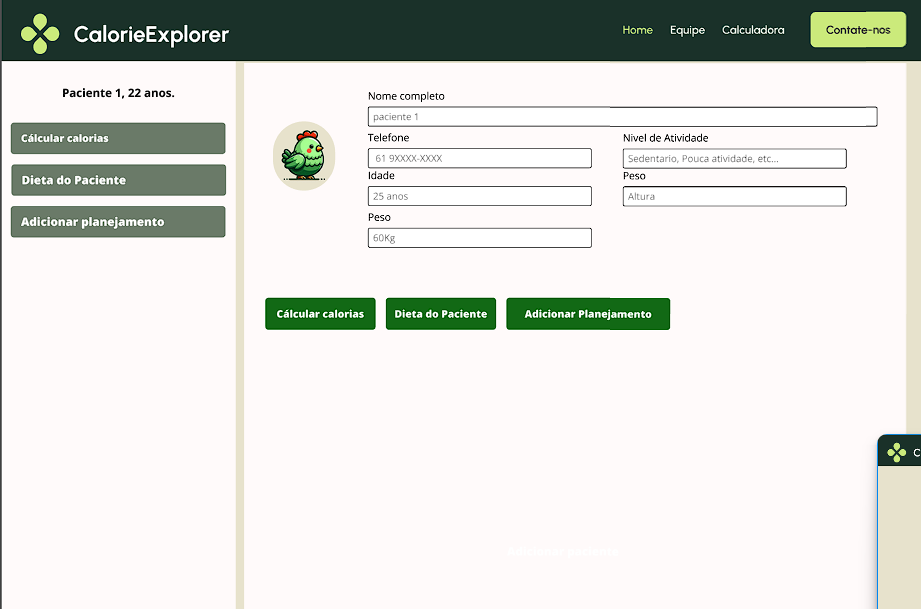 CalorieExplorer
Home Equipe Calculadora Contate-nos
Paciente 1, 22 anos.
Cálcular calorias
Dieta do Paciente
Adicionar planejamento
Nome completo
paciente 1
Telefone
61 9XXXX-XXXX
Idade
25 anos
Peso
60Kg
Nivel de Atividade
Sedentario, Pouca atividade, etc...
Peso
Altura
Cálcular calorias Dieta do Paciente Adicionar Planejamento
C